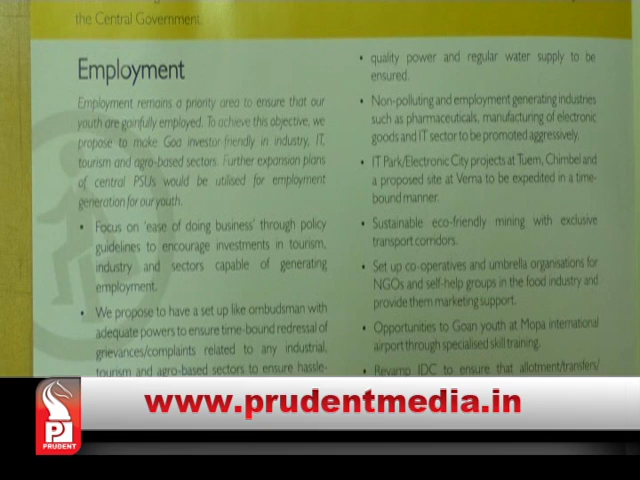 the Central Government.
Employment
Employment remains a priority area to ensure that our
youth are gainfully employed. To achieve this objective, we
propose to make Goa investor-friendly in industry, IT,
tourism and agro-based sectors. Further expansion plans
of central PSUs would be utilised for employment
generation for our youth.
• Focus on 'ease of doing business' through policy
guidelines to encourage investments in tourism,
industry and sectors capable of generating
employment.
• We propose to have a set up like ombudsman with
adequate powers to ensure time-bound redressal of
grievances/complaints related to any industrial,
tourism and agro-based sectors to ensure hassle-
• quality power and regular water supply to be
ensured.
• Non-polluting and employment generating industries
such as pharmaceuticals, manufacturing of electronic
goods and IT sector to be promoted aggressively.
• IT Park/Electronic City projects at Tuem, Chimbel and
a proposed site at Verna to be expedited in a time-
bound manner.
• Sustainable eco-friendly mining with exclusive
transport corridors.
• Set up co-operatives and umbrella organisations for
NGOs and self-help groups in the food industry and
provide them marketing support.
• Opportunities to Goan youth at Mopa international
airport through specialised skill training.
• Revamp IDC to ensure that allotment/transfer/
www.prudentmedia.in
P
PRUDENT